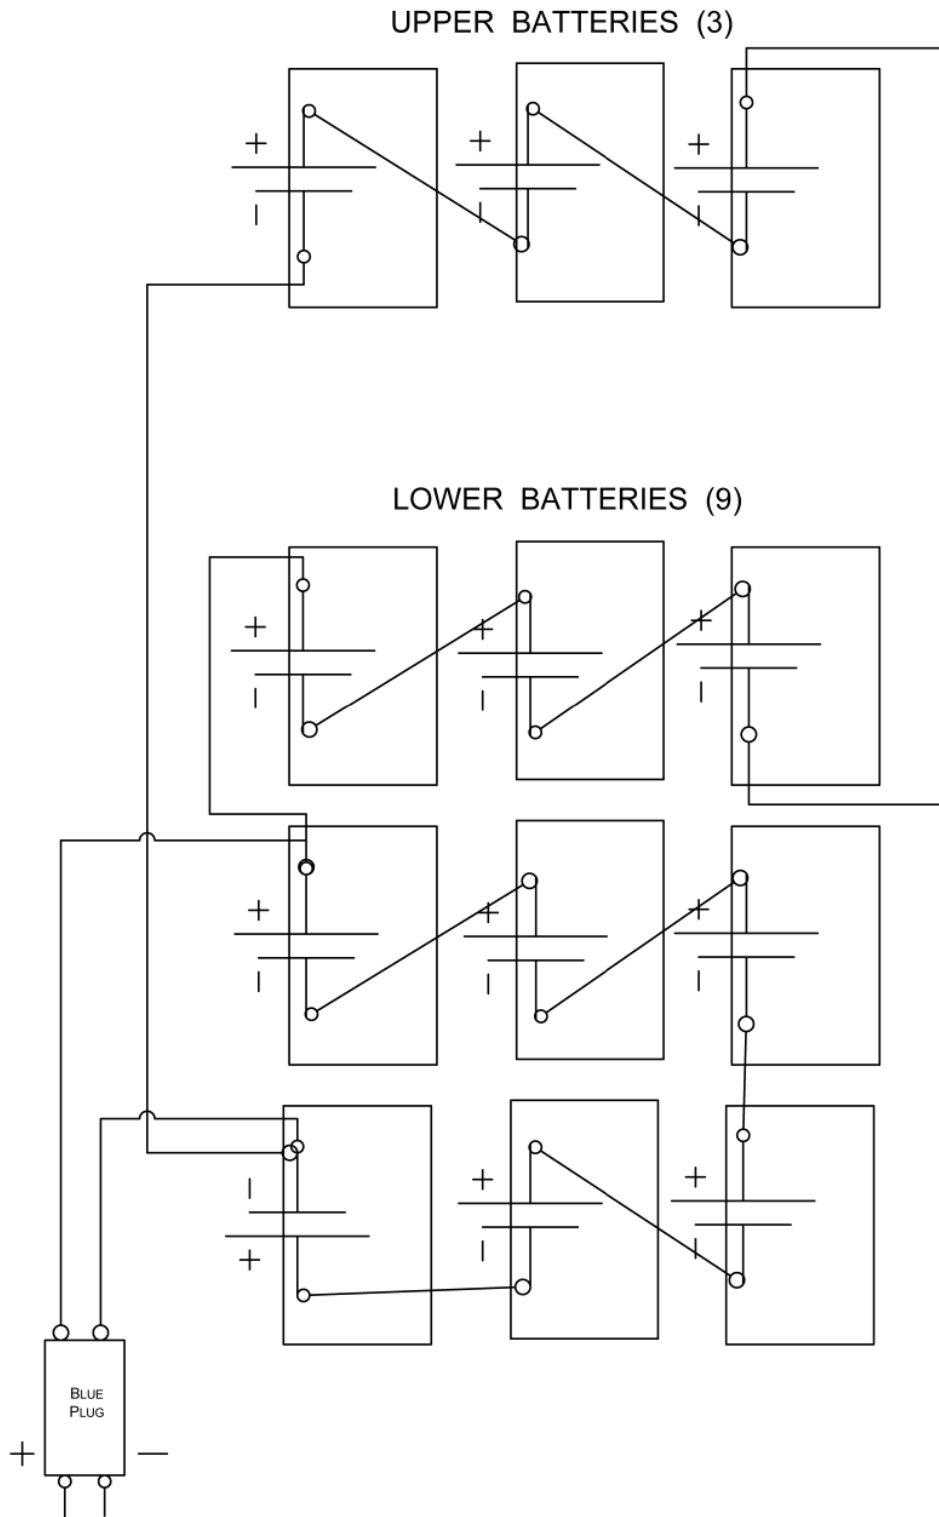 UPPER BATTERIES (3)
+ + +
− − −
LOWER BATTERIES (9)
+ + +
− − −
+ + +
− − −
− + +
+ − −
BLUE
PLUG
+ −